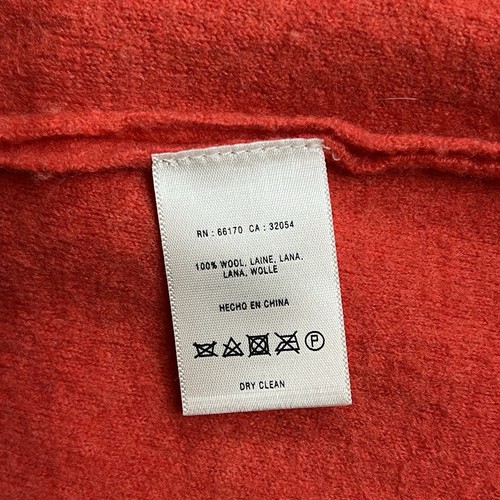 RN : 66170 CA : 32054
100% WOOL, LAINE, LANA.
LANA, WOLLE
HECHO EN CHINA
P
DRY CLEAN